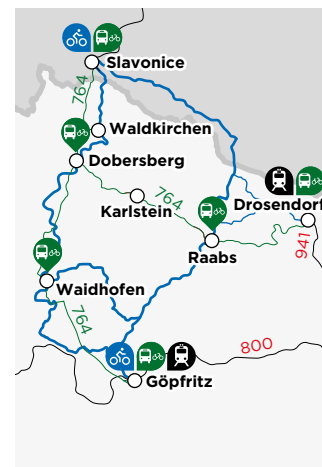 Slavonice
764
Waldkirchen
Dobersberg
764
Karlstein
Drosendorf
Raabs
941
Waidhofen
764
800
Göpfritz